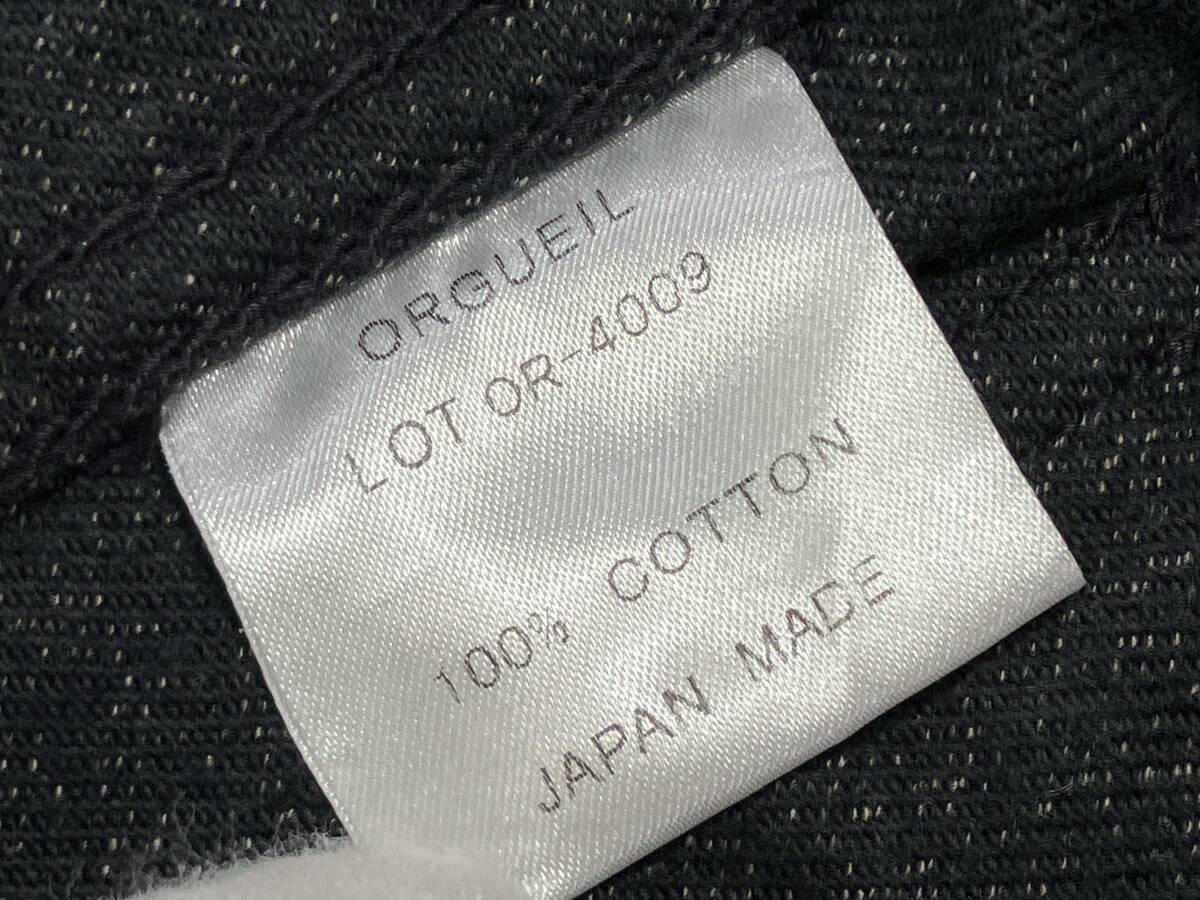 ORGUEIL
LOT OR-4009
100% COTTON
JAPAN MADE